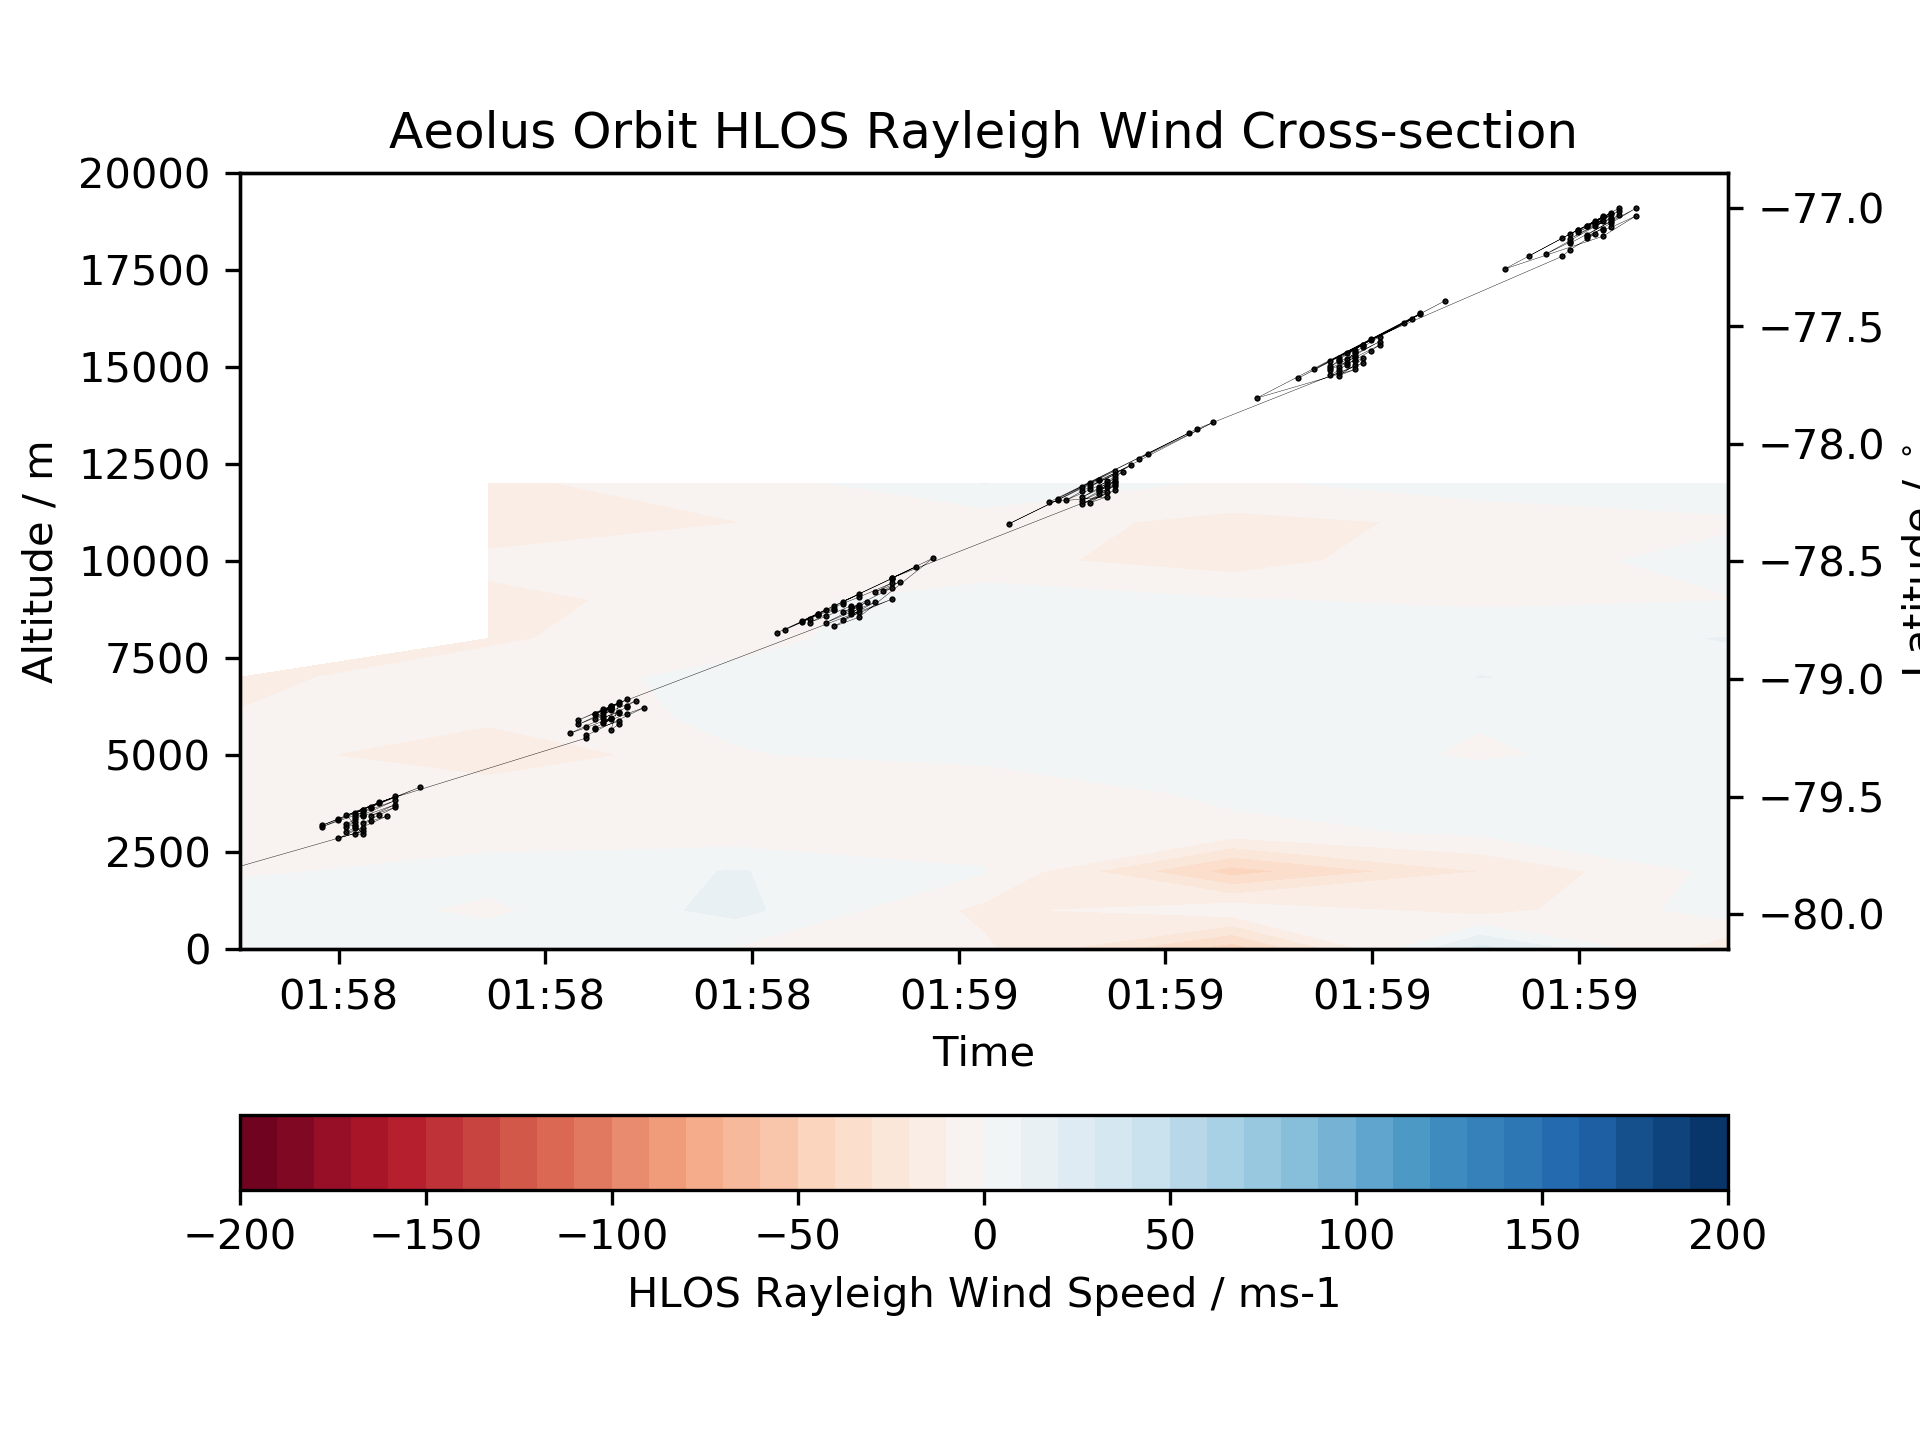 Aeolus Orbit HLOS Rayleigh Wind Cross-section
20000
17500
15000
12500
10000
7500
5000
2500
0
Altitude / m
−77.0
−77.5
−78.0
−78.5
−79.0
−79.5
−80.0
Latitude / °
01:58 01:58 01:58 01:59 01:59 01:59 01:59
Time
−200 −150 −100 −50 0 50 100 150 200
HLOS Rayleigh Wind Speed / ms-1